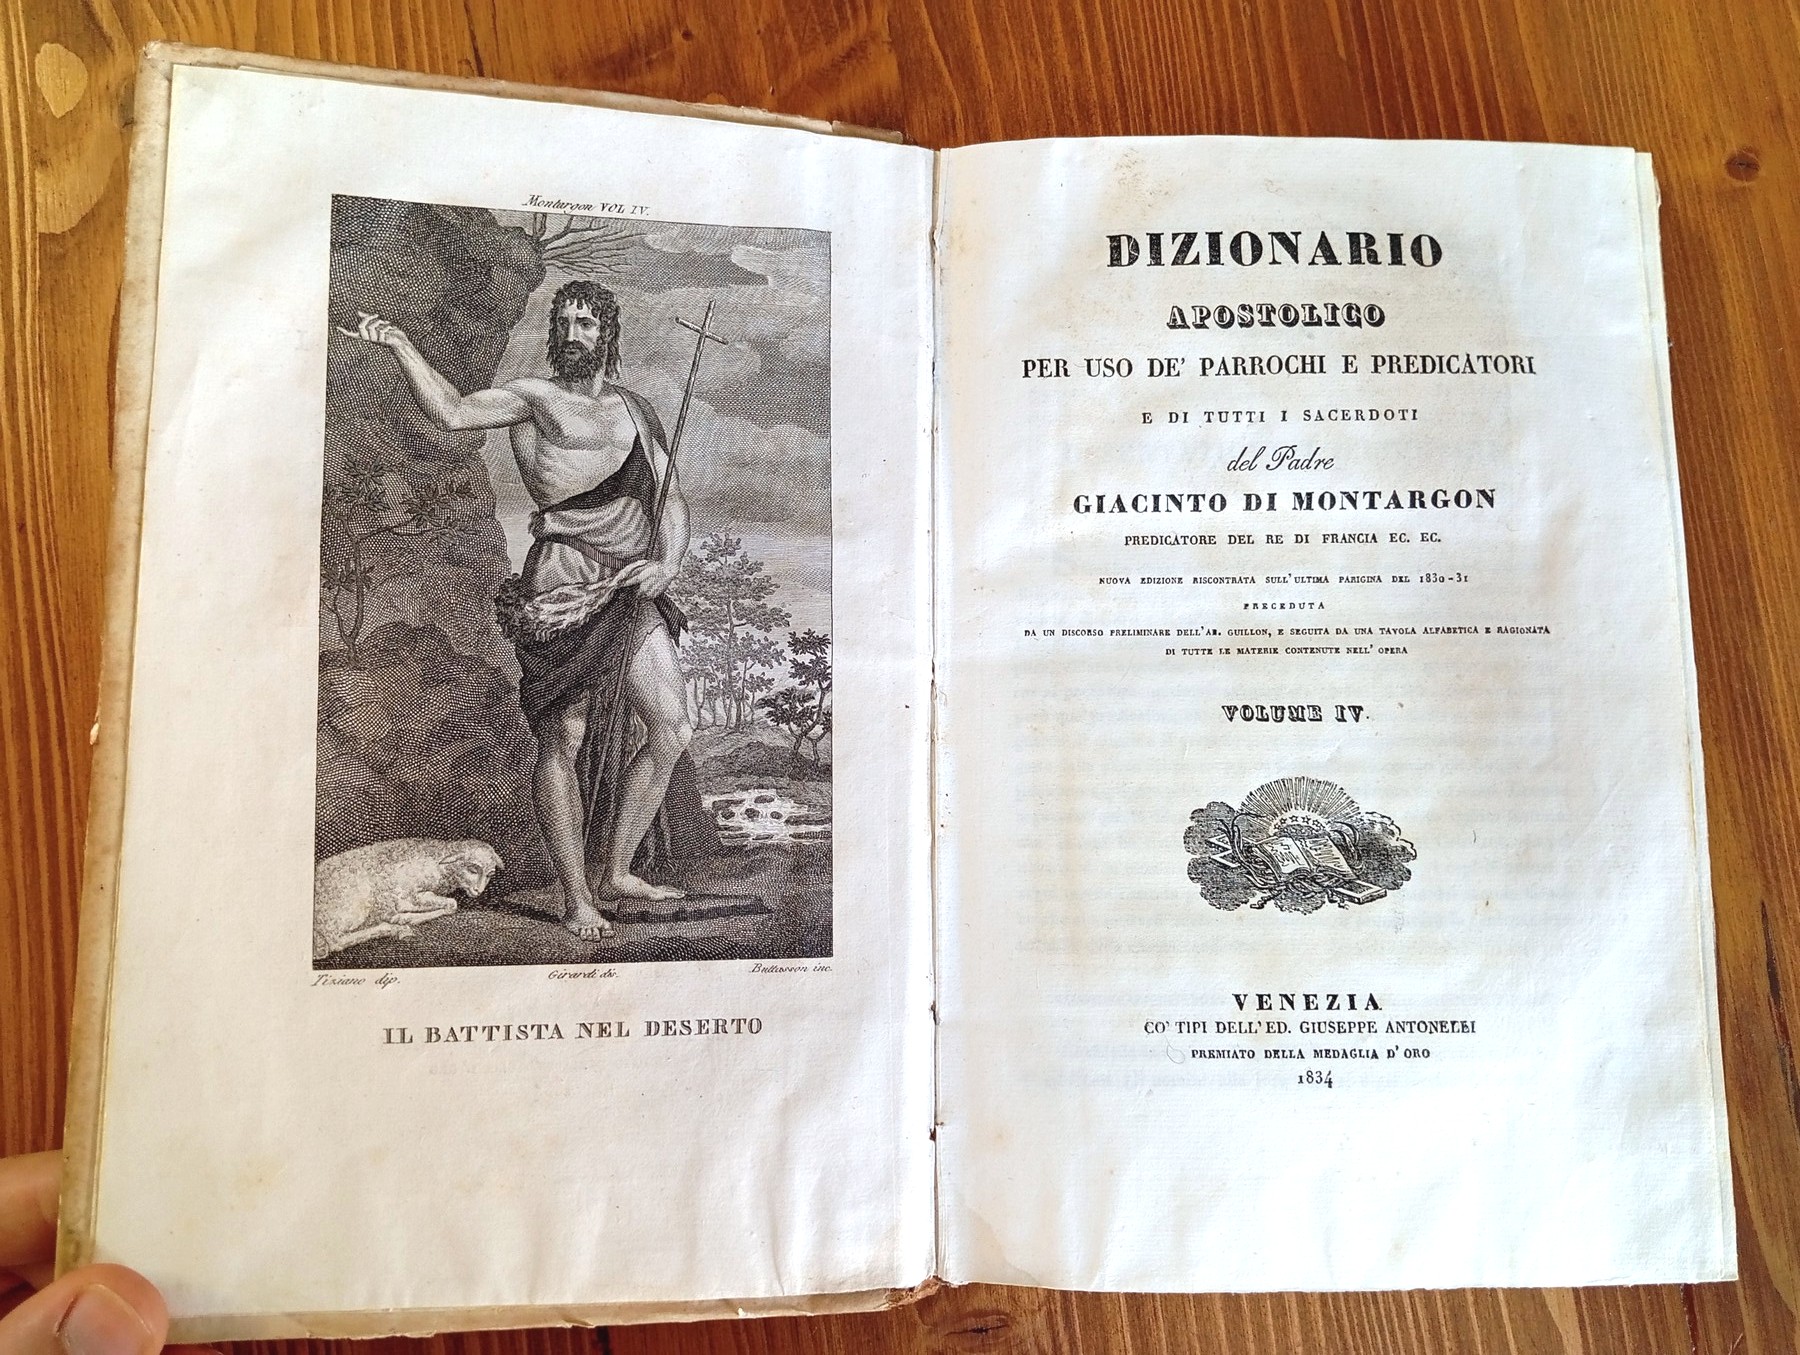 Montargon VOL IV.
Tiziano dip.
Girardi dis.
Buttasson inc.
IL BATTISTA NEL DESERTO
DIZIONARIO
APOSTOLICO
PER USO DE' PARROCHI E PREDICATORI
E DI TUTTI I SACERDOTI
del Padre
GIACINTO DI MONTARGON
PREDICATORE DEL RE DI FRANCIA EC. EC.
NUOVA EDIZIONE RISCONTRATA SULL'ULTIMA PARIGINA DEL 1830-31
PRECEDUTA
DA UN DISCORSO PRELIMINARE DELL'AB. GUILLON, E SEGUITA DA UNA TAVOLA ALFABETICA E RAGIONATA
DI TUTTE LE MATERIE CONTENUTE NELL' OPERA
VOLUME IV.
VENEZIA
CO' TIPI DELL' ED. GIUSEPPE ANTONELLI
PREMIATO DELLA MEDAGLIA D' ORO
1834